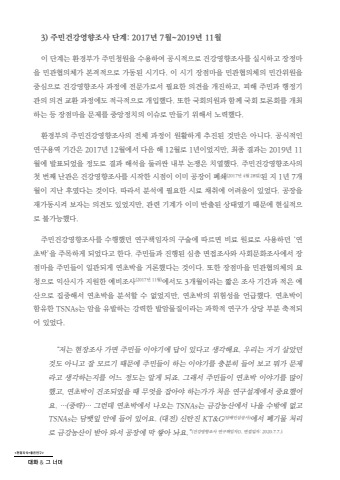 3) 주민건강영향조사 단계: 2017년 7월~2019년 11월
이 단계는 환경부가 주민청원을 수용하여 공식적으로 건강영향조사를 실시하고 장점마
을 민관협의체가 본격적으로 가동된 시기다. 이 시기 장점마을 민관협의체의 민간위원을
중심으로 건강영향조사 과정에 전문가로서 필요한 의견을 개진하고, 피해 주민과 행정기
관의 의견 교환 과정에도 적극적으로 개입했다. 또한 국회의원과 함께 국회 토론회를 개최
하는 등 장점마을 문제를 중앙정치의 이슈로 만들기 위해서 노력했다.
환경부의 주민건강영향조사의 전체 과정이 원활하게 추진된 것만은 아니다. 공식적인
연구용역 기간은 2017년 12월에서 다음 해 12월로 1년이었지만, 최종 결과는 2019년 11
월에 발표되었을 정도로 결과 해석을 둘러싼 내부 논쟁은 치열했다. 주민건강영향조사의
첫 번째 난관은 건강영향조사를 시작한 시점이 이미 공장이 폐쇄(2017년 4월 28일)된 지 1년 7개
월이 지난 후였다는 것이다. 따라서 분석에 필요한 시료 채취에 어려움이 있었다. 공장을
재가동시켜 보자는 의견도 있었지만, 관련 기계가 이미 반출된 상태였기 때문에 현실적으
로 불가능했다.
주민건강영향조사를 수행했던 연구책임자의 구술에 따르면 비료 원료로 사용하던 '연
초박'을 주목하게 되었다고 한다. 주민들과 진행된 심층 면접조사와 사회문화조사에서 장
점마을 주민들이 일관되게 연초박을 거론했다는 것이다. 또한 장점마을 민관협의체의 요
청으로 익산시가 지원한 예비조사(2017년 11월)에서도 3개월이라는 짧은 조사 기간과 적은 예
산으로 집중해서 연초박을 분석할 수 없었지만, 연초박의 위험성을 언급했다. 연초박이
함유한 TSNAs는 암을 유발하는 강력한 발암물질이라는 과학적 연구가 상당 부분 축적되
어 있었다.
"저는 현장조사 가면 주민들 이야기에 답이 있다고 생각해요. 우리는 거기 살았던
것도 아니고 잘 모르기 때문에 주민들이 하는 이야기를 충분히 들어 보고 뭐가 문제
라고 생각하는지를 어느 정도는 알게 되죠. 그래서 주민들이 연초박 이야기를 많이
했고, 연초박이 건조되었을 때 무엇을 잡아야 하는가가 처음 연구설계에서 중요했어
요. …(중략)… 그런데 연초박에서 나오는 TSNAs는 금강농산에서 나올 수밖에 없고
TSNAs는 담뱃잎 안에 들어 있어요. (대전) 신탄진 KT&G에서 폐기물 처리
로 금강농산이 받아 와서 공장에 막 쌓아 놔요."(건강영향조사 연구책임자D, 면접일자: 2020.7.7.)
대화 & 그 너머